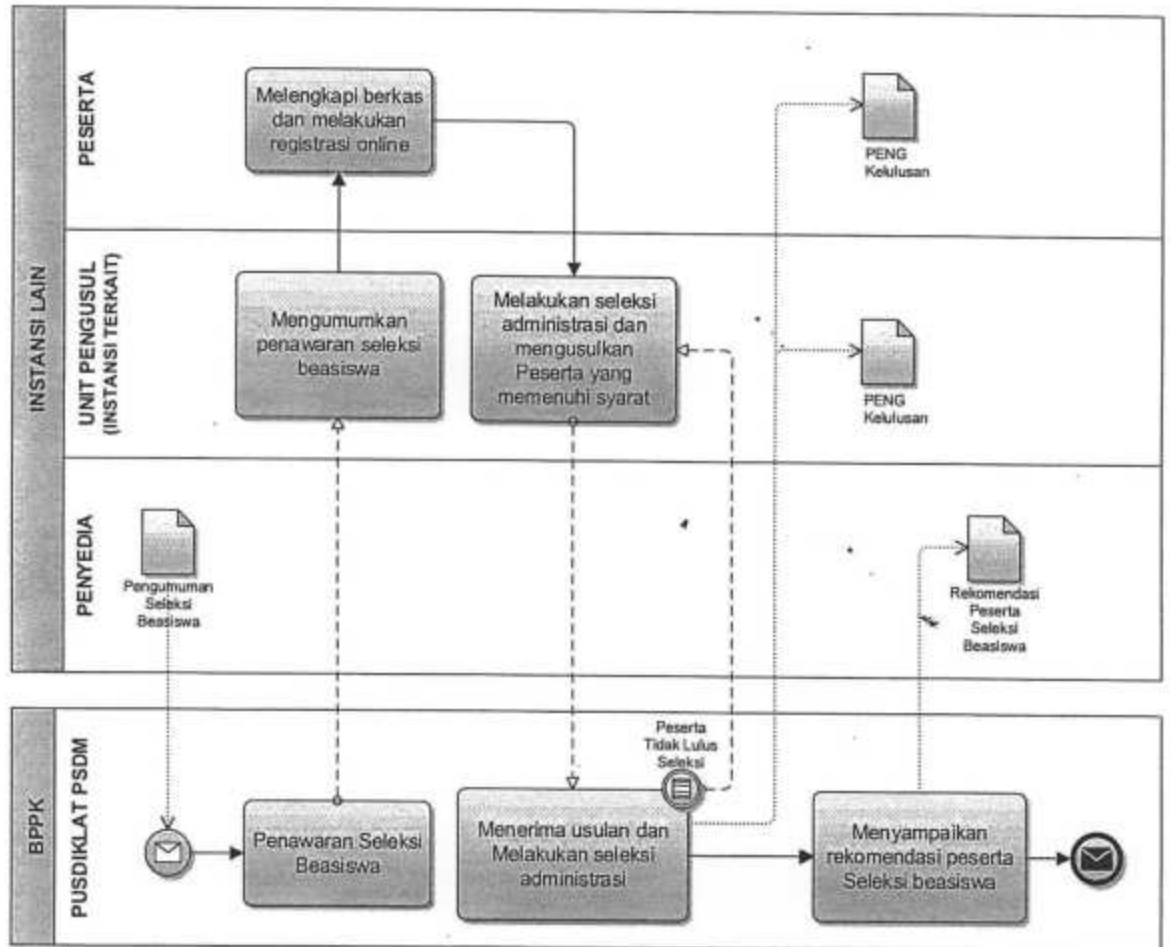 INSTANSI LAIN
PESERTA
Melengkapi berkas
dan melakukan
registrasi online
PENG
Kelulusan
UNIT PENGUSUL
(INSTANSI TERKAIT)
Mengumumkan
penawaran seleksi
beasiswa
Melakukan seleksi
administrasi dan
mengusulkan
Peserta yang
memenuhi syarat
PENG
Kelulusan
PENYEDIA
Pengumuman
Seleksi
Beasiswa
Rekomendasi
Peserta
Seleksi
Beasiswa
BPPK
PUSDIKLAT PSDM
Penawaran Seleksi
Beasiswa
Peserta
Tidak Lulus
Seleksi
Menerima usulan dan
Melakukan seleksi
administrasi
Menyampaikan
rekomendasi peserta
Seleksi beasiswa